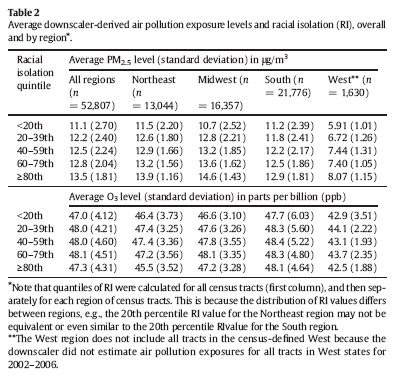 Table 2
Average downscaler-derived air pollution exposure levels and racial isolation (RI), overall
and by region*.
Racial isolation quintile Average PM2.5 level (standard deviation) in μg/m³
All regions (n = 52,807) Northeast (n = 13,044) Midwest (n = 16,357) South (n = 21,776) West** (n = 1,630)
<20th 11.1 (2.70) 11.5 (2.20) 10.7 (2.52) 11.2 (2.39) 5.91 (1.01)
20–39th 12.2 (2.40) 12.6 (1.80) 12.8 (2.21) 11.8 (2.41) 6.72 (1.26)
40–59th 12.5 (2.24) 12.9 (1.66) 13.2 (1.85) 12.2 (2.17) 7.44 (1.31)
60–79th 12.8 (2.04) 13.2 (1.56) 13.6 (1.62) 12.5 (1.86) 7.40 (1.05)
≥80th 13.5 (1.81) 13.9 (1.16) 14.6 (1.43) 12.9 (1.81) 8.07 (1.15)
Average O3 level (standard deviation) in parts per billion (ppb)
<20th 47.0 (4.12) 46.4 (3.73) 46.6 (3.10) 47.7 (6.03) 42.9 (3.51)
20–39th 48.0 (4.21) 47.4 (3.25) 47.6 (3.26) 48.3 (5.60) 44.1 (2.22)
40–59th 48.0 (4.60) 47. 4 (3.36) 47.8 (3.55) 48.4 (5.22) 43.1 (1.93)
60–79th 48.1 (4.51) 47.2 (3.56) 48.1 (3.35) 48.3 (4.80) 43.7 (2.35)
≥80th 47.3 (4.31) 45.5 (3.52) 47.2 (3.28) 48.1 (4.64) 42.5 (1.88)
*Note that quantiles of RI were calculated for all census tracts (first column), and then sep-
arately for each region of census tracts. This is because the distribution of RI values differs
between regions, e.g., the 20th percentile RI value for the Northeast region may not be
equivalent or even similar to the 20th percentile RIvalue for the South region.
**The West region does not include all tracts in the census-defined West because the
downscaler did not estimate air pollution exposures for all tracts in West states for
2002–2006.